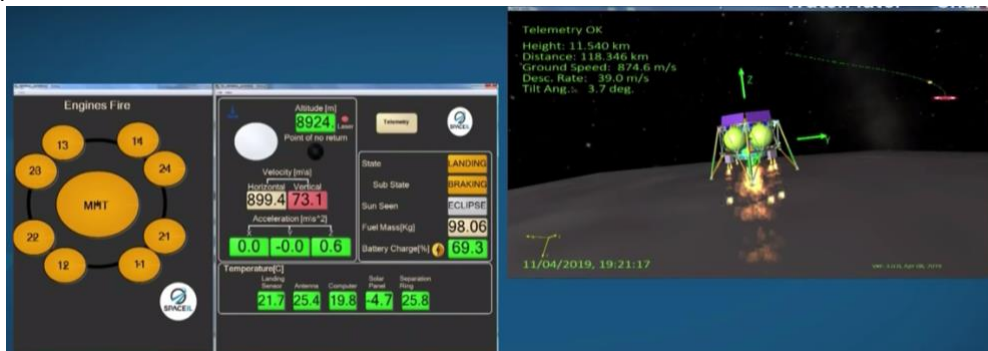 Engines Fire
13
14
23
24
MMT
22
21
12
11
SPACEIL
Altitude [m]
8924.
Laser
Point of no return
Velocity [m/s]
Horizontal Vertical
899.4 73.1
Acceleration [m/s^2]
0.0 -0.0 0.6
Telemetry
SPACEIL
State LANDING
Sub State BRAKING
Sun Seen ECLIPSE
Fuel Mass[Kg] 98.06
Battery Charge[%] 69.3
Temperature[C]
Landing Sensor Antenna Computer Solar Panel Separation Ring
21.7 25.4 19.8 -4.7 25.8
Telemetry OK
Height: 11.540 km
Distance: 118.346 km
Ground Speed: 874.6 m/s
Desc. Rate: 39.0 m/s
Tilt Ang.: 3.7 deg.
Z
Y
11/04/2019, 19:21:17